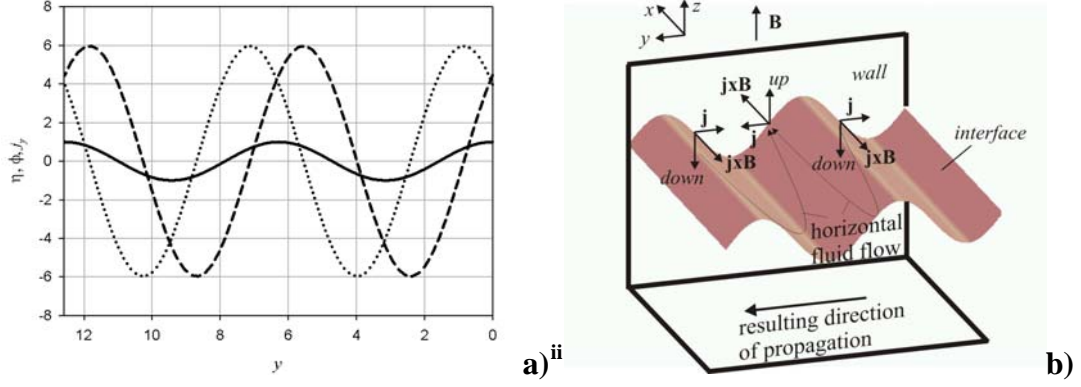 η, ϕ, j_y
8
6
4
2
0
-2
-4
-6
-8
12 10 8 6 4 2 0
y
a) ii
x
y
z
B
wall
jxB
up
j
j
jxB
down
j
jxB
down
interface
horizontal
fluid flow
resulting direction
of propagation
b)